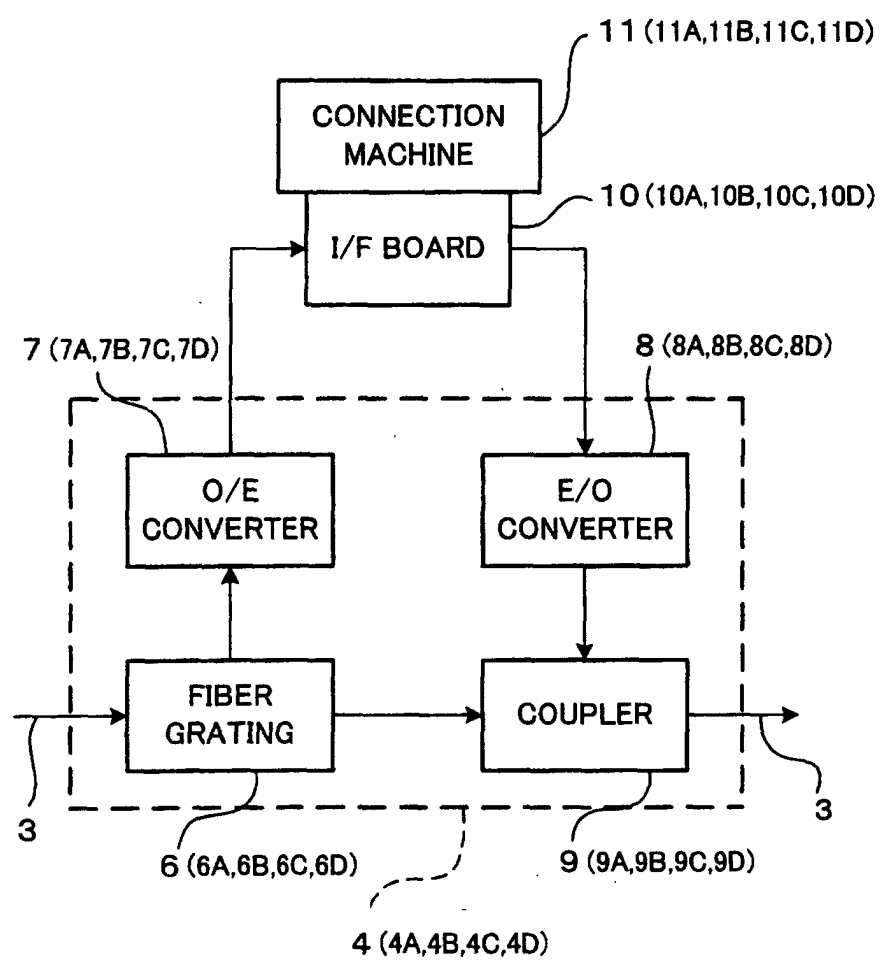 11 (11A,11B,11C,11D)
CONNECTION
MACHINE
10 (10A,10B,10C,10D)
I/F BOARD
7 (7A,7B,7C,7D)
8 (8A,8B,8C,8D)
O/E
CONVERTER
E/O
CONVERTER
FIBER
GRATING
COUPLER
3
3
6 (6A,6B,6C,6D)
9 (9A,9B,9C,9D)
4 (4A,4B,4C,4D)